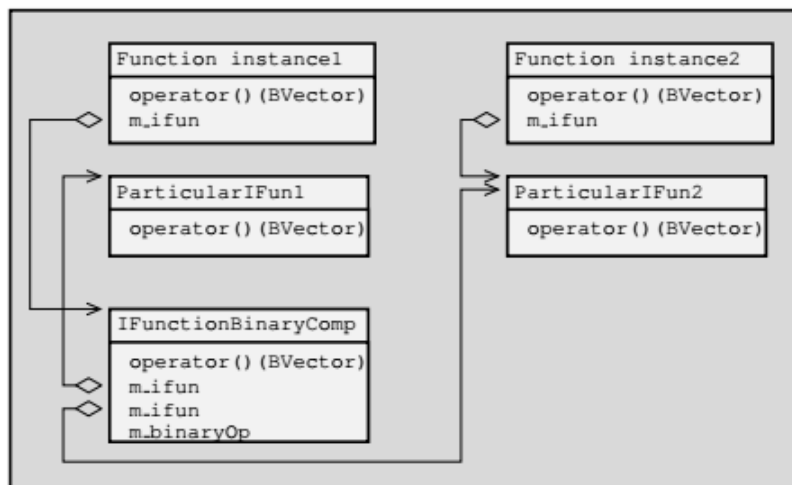 Function instance1
operator()(BVector)
m_ifun
Function instance2
operator()(BVector)
m_ifun
ParticularIFun1
operator()(BVector)
ParticularIFun2
operator()(BVector)
IFunctionBinaryComp
operator()(BVector)
m_ifun
m_ifun
m_binaryOp